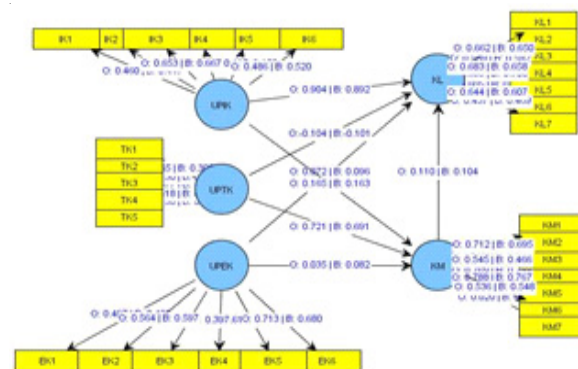 IK1 IK2 IK3 IK4 IK5 IK6
O: 0.653 | B: 0.667
O: 0.486 | B: 0.520
UPIK
O: 0.904 | B: 0.892
KL
KL1
KL2
KL3
KL4
KL5
KL6
KL7
O: 0.662 | B: 0.650
O: 0.683 | B: 0.658
O: 0.644 | B: 0.607
TK1
TK2
TK3
TK4
TK5
UPTK
O: -0.104 | B: -0.101
O: 0.072 | B: 0.096
O: 0.165 | B: 0.163
O: 0.110 | B: 0.104
O: 0.721 | B: 0.691
UPEK
O: 0.035 | B: 0.082
KM
KM1
KM2
KM3
KM4
KM5
KM6
KM7
O: 0.712 | B: 0.695
O: 0.545 | B: 0.466
O: 0.788 | B: 0.767
O: 0.536 | B: 0.548
O: 0.564 | B: 0.597
O: 0.713 | B: 0.680
EK1 EK2 EK3 EK4 EK5 EK6